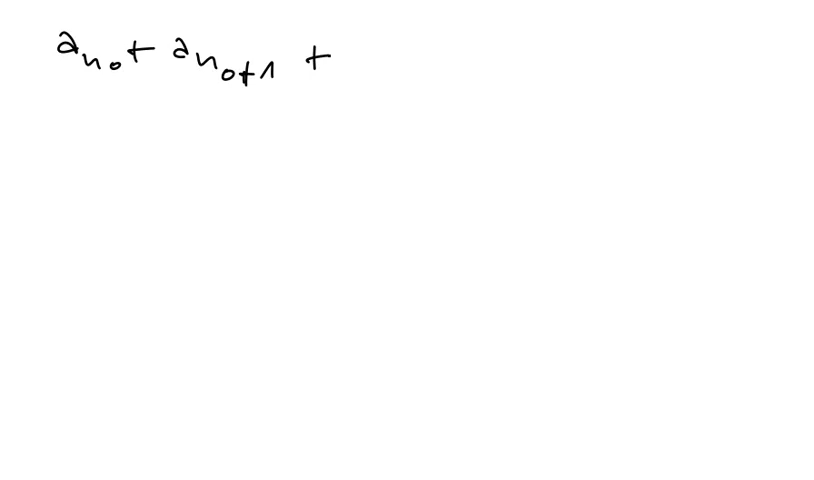 a_{n_0} + a_{n_0+1} +